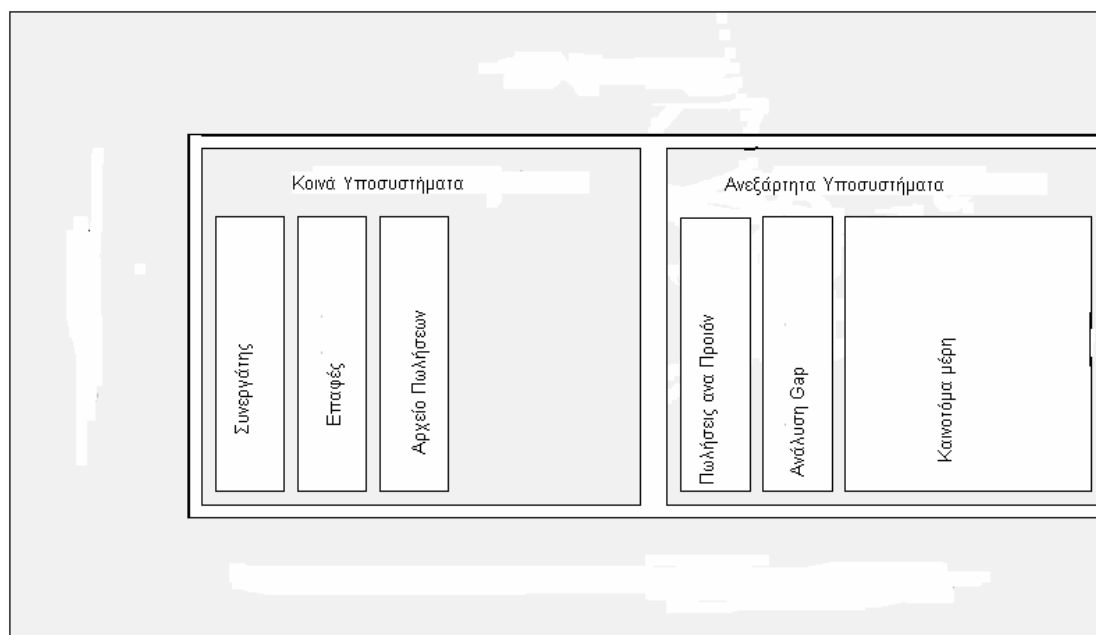 Κοινά Υποσυστήματα
Συνεργάτης
Επαφές
Αρχείο Πωλήσεων
Ανεξάρτητα Υποσυστήματα
Πωλήσεις ανα Προιόν
Ανάλυση Gap
Καινοτόμα μέρη